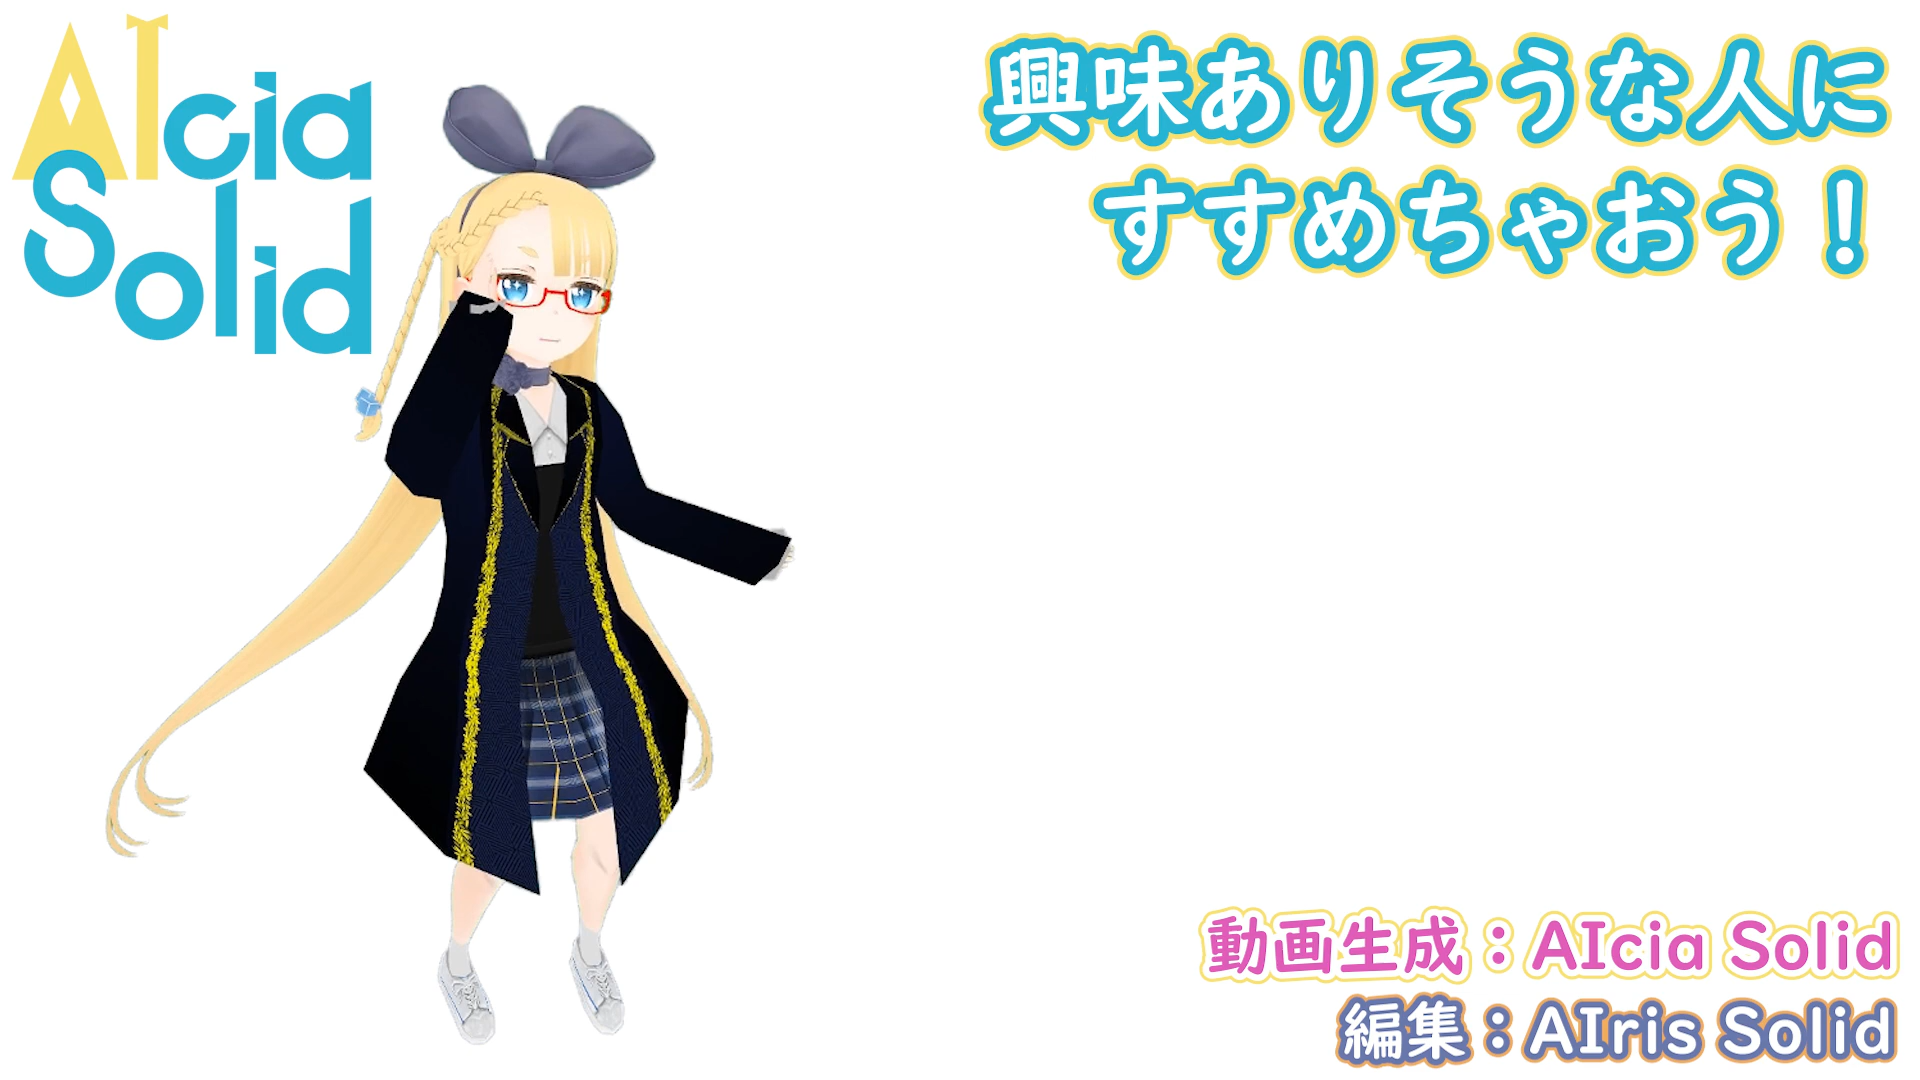 AIcia
Solid
興味ありそうな人に
すすめちゃおう！
動画生成：AIcia Solid
編集：AIris Solid